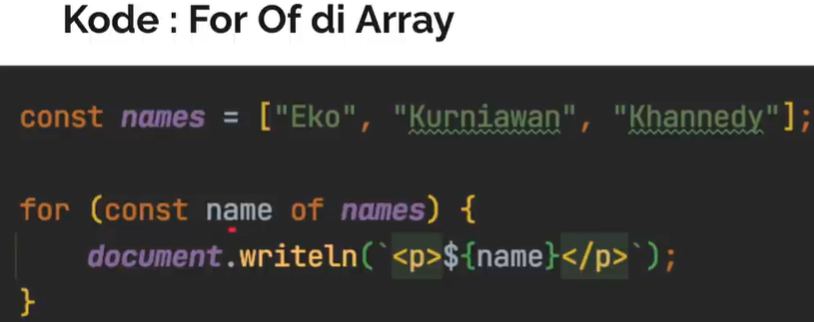 Kode : For Of di Array
const names = ["Eko", "Kurniawan", "Khannedy"];
for (const name of names) {
document.writeln(`<p>${name}</p>`);
}